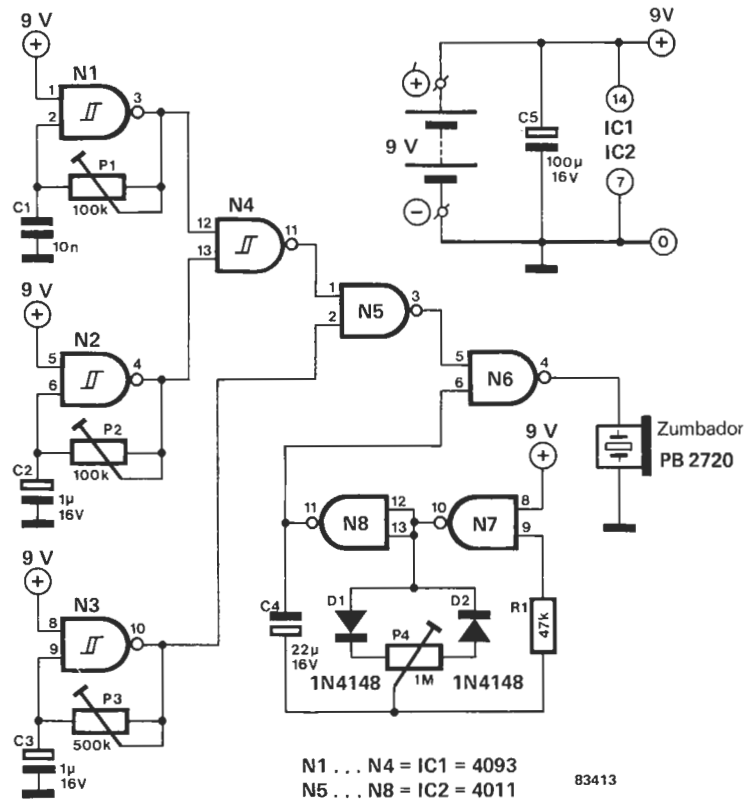 9 V
+
N1
1
2
3
P1
100k
C1
10n
N4
12
13
11
9 V
+
N2
5
6
4
P2
100k
C2
1µ
16V
9 V
+
N3
8
9
10
P3
500k
C3
1µ
16V
N5
1
2
3
N6
5
6
4
Zumbador
PB 2720
9 V
+
N8
11
12
13
N7
10
8
9
C4
22µ
16V
D1
D2
P4
1M
1N4148
1N4148
R1
47k
+
9 V
−
C5
100µ
16V
9V
+
14
IC1
IC2
7
0
N1 . . . N4 = IC1 = 4093
N5 . . . N8 = IC2 = 4011
83413